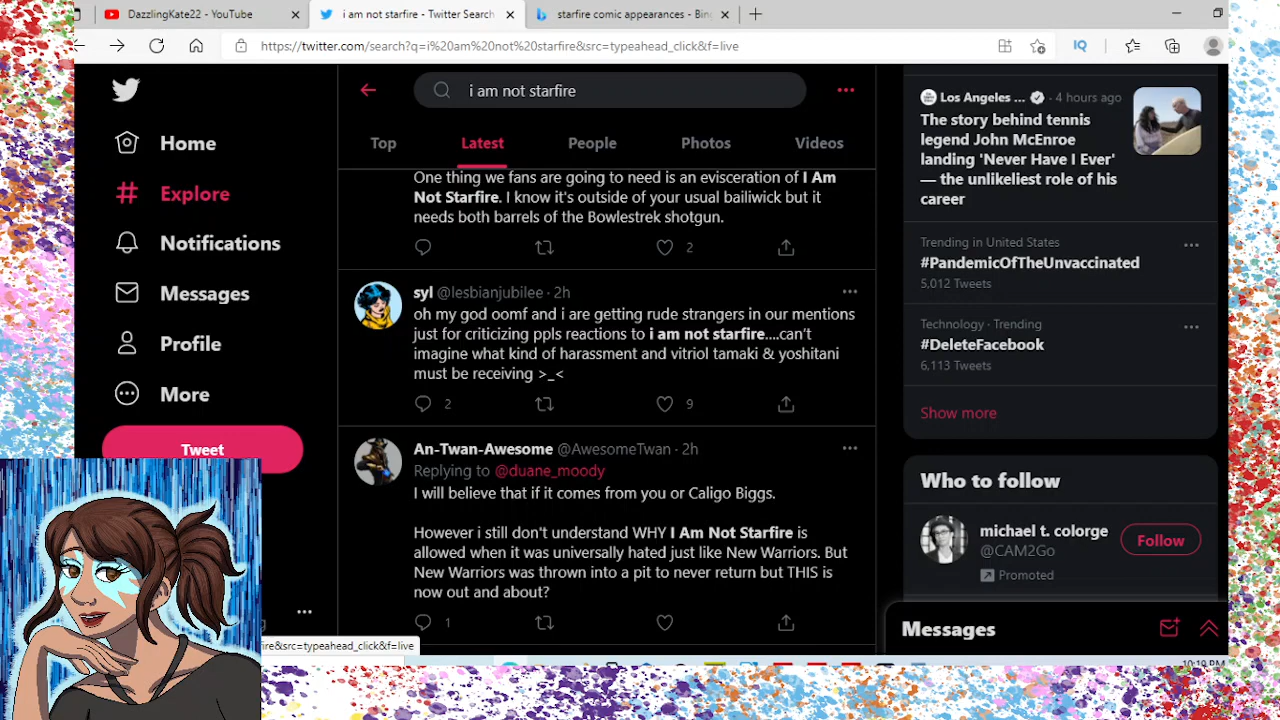 DazzlingKate22 - YouTube
i am not starfire - Twitter Search
starfire comic appearances - Bing
https://twitter.com/search?q=i%20am%20not%20starfire&src=typeahead_click&f=live
IQ
i am not starfire
Top
Latest
People
Photos
Videos
Home
Explore
Notifications
Messages
Profile
More
Tweet
One thing we fans are going to need is an evisceration of I Am
Not Starfire. I know it's outside of your usual bailiwick but it
needs both barrels of the Bowlestrek shotgun.
2
syl @lesbianjubilee · 2h
oh my god oomf and i are getting rude strangers in our mentions
just for criticizing ppls reactions to i am not starfire....can't
imagine what kind of harassment and vitriol tamaki & yoshitani
must be receiving >_<
2
9
An-Twan-Awesome @AwesomeTwan · 2h
Replying to @duane_moody
I will believe that if it comes from you or Caligo Biggs.
However i still don't understand WHY I Am Not Starfire is
allowed when it was universally hated just like New Warriors. But
New Warriors was thrown into a pit to never return but THIS is
now out and about?
1
Los Angeles ... · 4 hours ago
The story behind tennis
legend John McEnroe
landing 'Never Have I Ever'
— the unlikeliest role of his
career
Trending in United States
#PandemicOfTheUnvaccinated
5,012 Tweets
Technology · Trending
#DeleteFacebook
6,113 Tweets
Show more
Who to follow
michael t. colorge
@CAM2Go
Follow
Promoted
Messages
ire&src=typeahead_click&f=live
10:19 PM